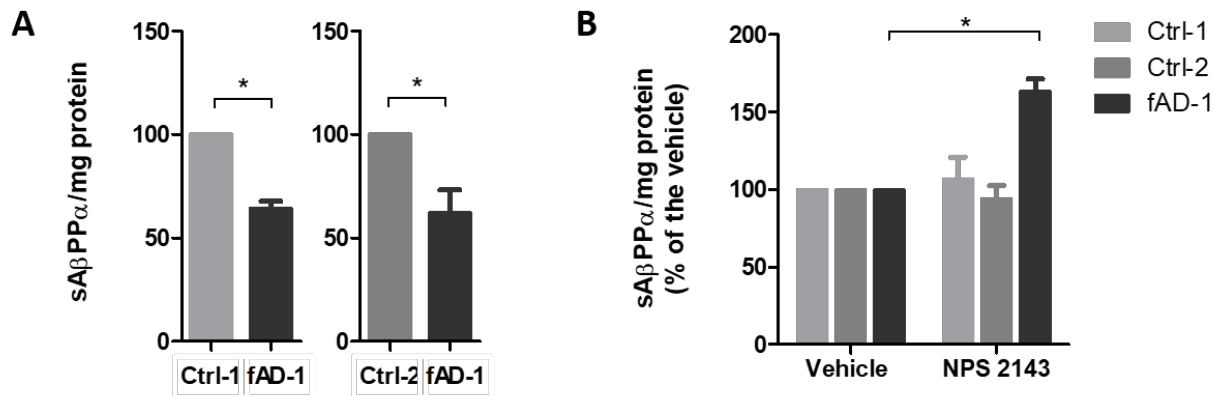 A
sAβPPα/mg protein
150
100
50
0
*
Ctrl-1
fAD-1
150
100
50
0
*
Ctrl-2
fAD-1
B
sAβPPα/mg protein
(% of the vehicle)
200
150
100
50
0
*
Vehicle
NPS 2143
Ctrl-1
Ctrl-2
fAD-1